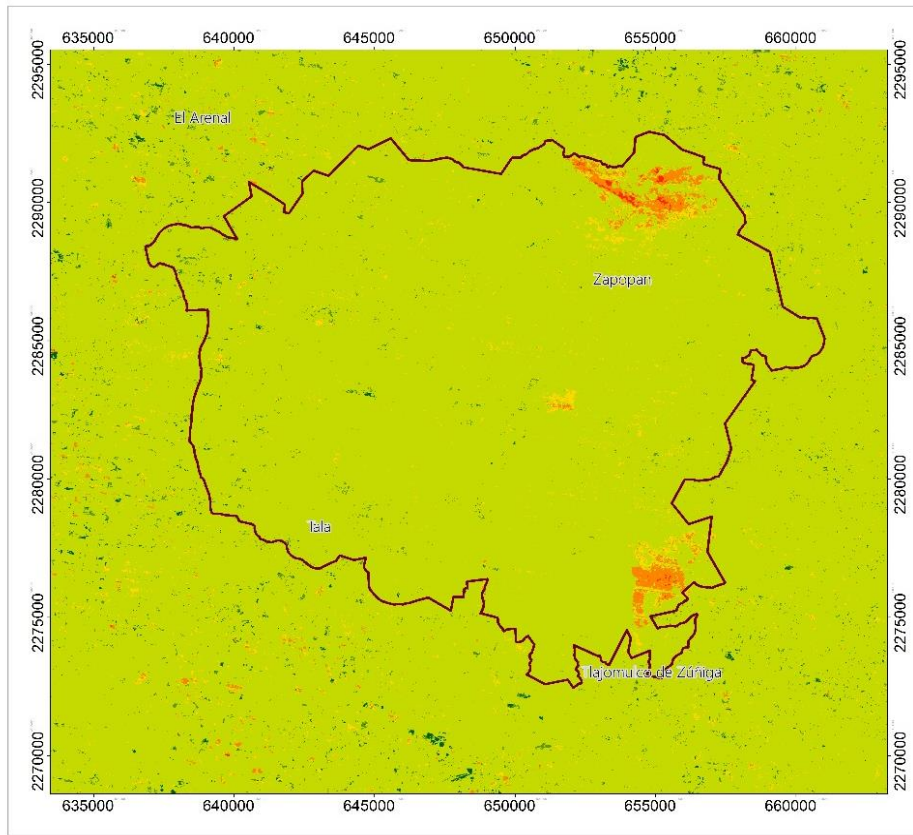 635000 640000 645000 650000 655000 660000
2295000 2295000
El Arenal
2290000 2290000
Zapopan
2285000 2285000
2280000 2280000
Tala
2275000 2275000
Tlajomulco de Zúñiga
2270000 2270000
635000 640000 645000 650000 655000 660000